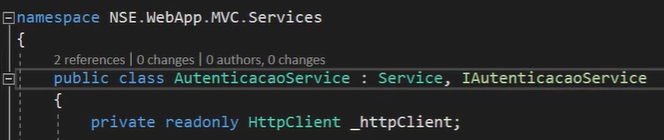 namespace NSE.WebApp.MVC.Services
{
2 references | 0 changes | 0 authors, 0 changes
public class AutenticacaoService : Service, IAutenticacaoService
{
private readonly HttpClient _httpClient;